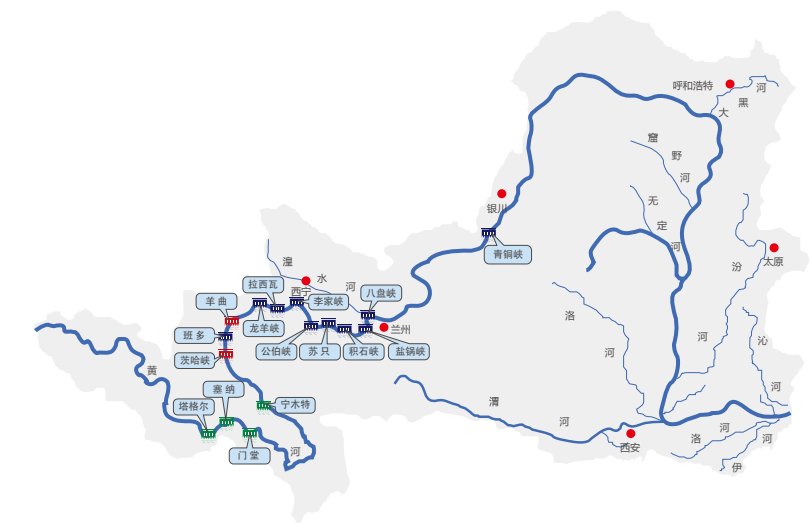 呼和浩特
河
黑
大
窟
野
河
无
定
河
银川
青铜峡
太原
汾
河
湟
水
河
西宁
拉西瓦
李家峡
八盘峡
羊曲
龙羊峡
班多
茨哈峡
公伯峡
苏只
积石峡
盐锅峡
兰州
洛
河
沁
河
黄
塞纳
塔格尔
宁木特
门堂
河
渭
河
西安
洛
河
伊
河